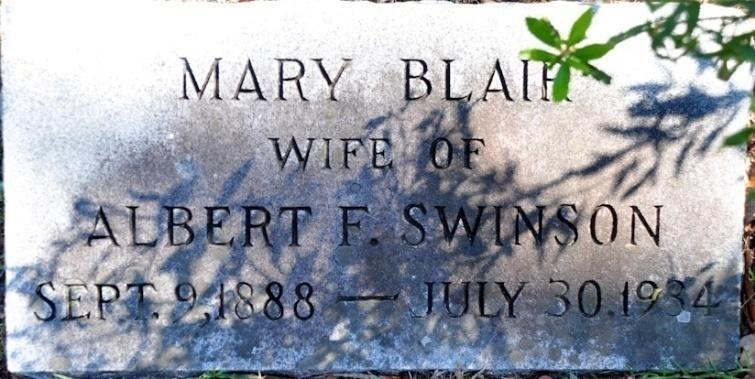 MARY BLAIR
WIFE OF
ALBERT F. SWINSON
SEPT. 9, 1888 — JULY 30. 1934